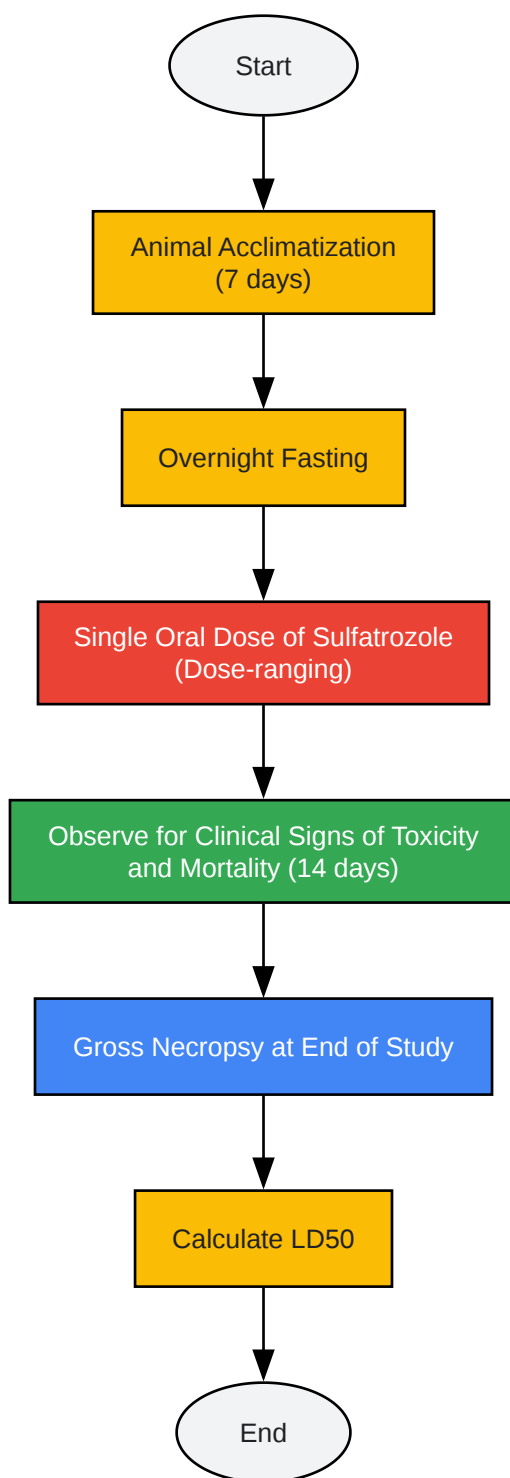 Start
Animal Acclimatization
(7 days)
Overnight Fasting
Single Oral Dose of Sulfatrozole
(Dose-ranging)
Observe for Clinical Signs of Toxicity
and Mortality (14 days)
Gross Necropsy at End of Study
Calculate LD50
End